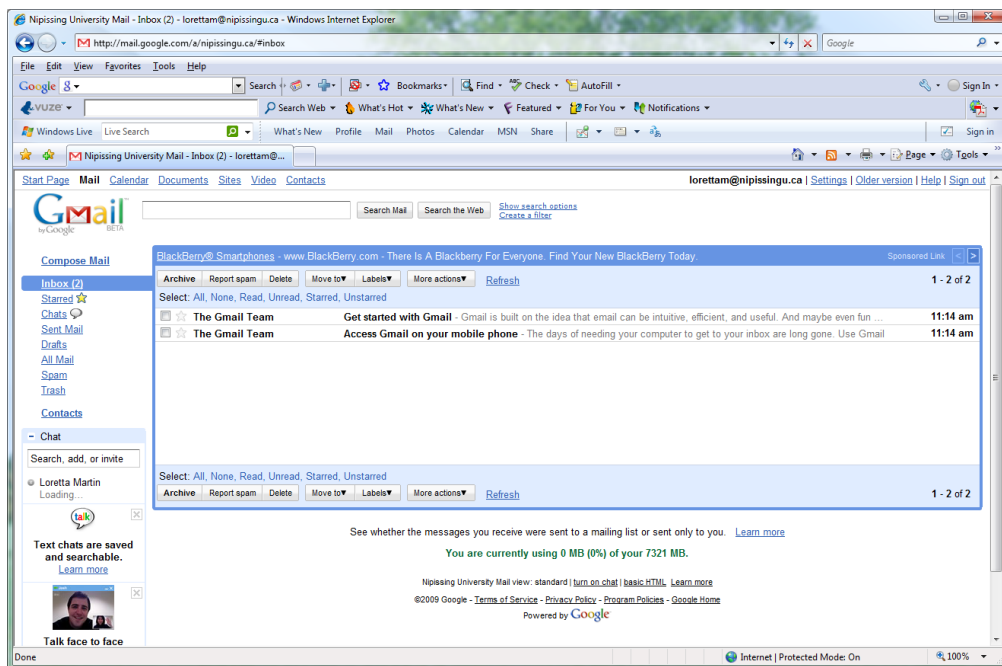 Nipissing University Mail - Inbox (2) - lorettam@nipissingu.ca - Windows Internet Explorer
http://mail.google.com/a/nipissingu.ca/#inbox
Google
File Edit View Favorites Tools Help
Google Search Bookmarks Find Check AutoFill Sign In
vuze Search Web What's Hot What's New Featured For You Notifications
Windows Live Live Search What's New Profile Mail Photos Calendar MSN Share Sign in
Nipissing University Mail - Inbox (2) - lorettam@... Page Tools
Start Page Mail Calendar Documents Sites Video Contacts lorettam@nipissingu.ca | Settings | Older version | Help | Sign out
Gmail by Google BETA
Search Mail Search the Web Show search options
Create a filter
Compose Mail
BlackBerry® Smartphones - www.BlackBerry.com - There Is A Blackberry For Everyone. Find Your New BlackBerry Today. Sponsored Link < >
Archive Report spam Delete Move to▼ Labels▼ More actions▼ Refresh 1 - 2 of 2
Select: All, None, Read, Unread, Starred, Unstarred
The Gmail Team Get started with Gmail - Gmail is built on the idea that email can be intuitive, efficient, and useful. And maybe even fun ... 11:14 am
The Gmail Team Access Gmail on your mobile phone - The days of needing your computer to get to your inbox are long gone. Use Gmail 11:14 am
Inbox (2)
Starred
Chats
Sent Mail
Drafts
All Mail
Spam
Trash
Contacts
− Chat
Search, add, or invite
Loretta Martin
Loading...
talk
Text chats are saved
and searchable.
Learn more
Talk face to face
Select: All, None, Read, Unread, Starred, Unstarred
Archive Report spam Delete Move to▼ Labels▼ More actions▼ Refresh 1 - 2 of 2
See whether the messages you receive were sent to a mailing list or sent only to you. Learn more
You are currently using 0 MB (0%) of your 7321 MB.
Nipissing University Mail view: standard | turn on chat | basic HTML Learn more
©2009 Google - Terms of Service - Privacy Policy - Program Policies - Google Home
Powered by Google
Done Internet | Protected Mode: On 100%